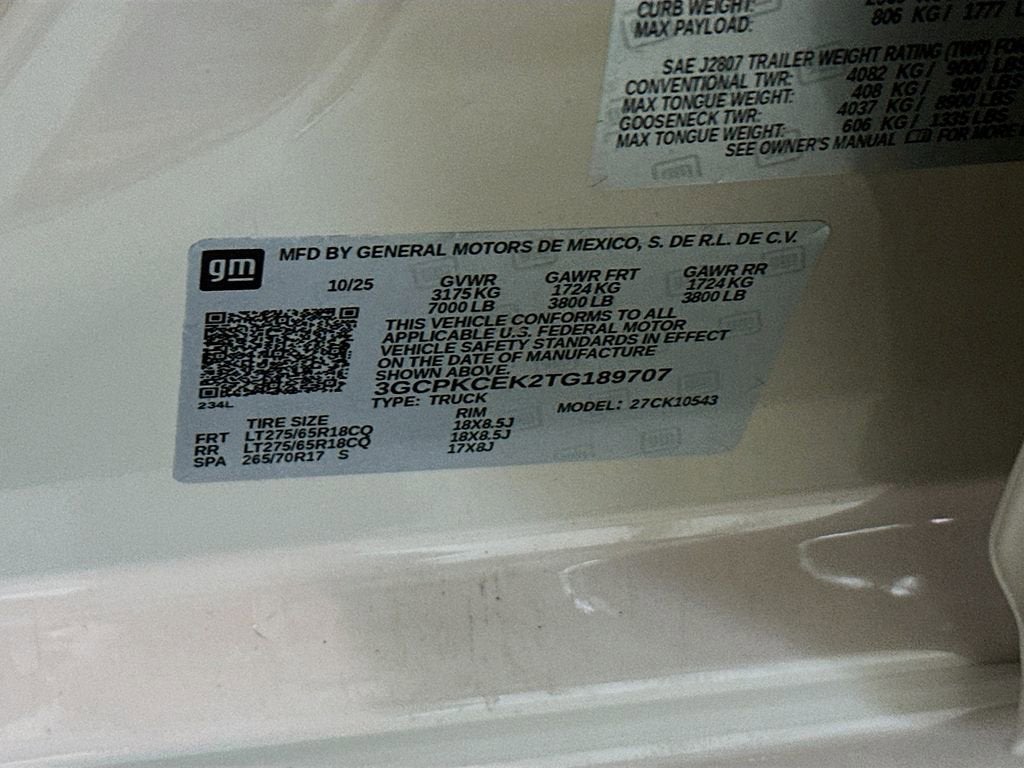 CURB WEIGHT:
MAX PAYLOAD: 806 KG / 1777
SAE J2807 TRAILER WEIGHT RATING (TWR)
CONVENTIONAL TWR: 4082 KG / 9000 LBS
MAX TONGUE WEIGHT: 408 KG / 900 LBS
GOOSENECK TWR: 4037 KG / 8900 LBS
MAX TONGUE WEIGHT: 606 KG / 1335 LBS
SEE OWNER'S MANUAL FOR MORE
gm
MFD BY GENERAL MOTORS DE MEXICO, S. DE R.L. DE C.V.
10/25 GVWR GAWR FRT GAWR RR
3175 KG 1724 KG 1724 KG
7000 LB 3800 LB 3800 LB
THIS VEHICLE CONFORMS TO ALL
APPLICABLE U.S. FEDERAL MOTOR
VEHICLE SAFETY STANDARDS IN EFFECT
ON THE DATE OF MANUFACTURE
SHOWN ABOVE.
3GCPKCEK2TG189707
234L
TYPE: TRUCK MODEL: 27CK10543
TIRE SIZE RIM
FRT LT275/65R18CQ 18X8.5J
RR LT275/65R18CQ 18X8.5J
SPA 265/70R17 S 17X8J